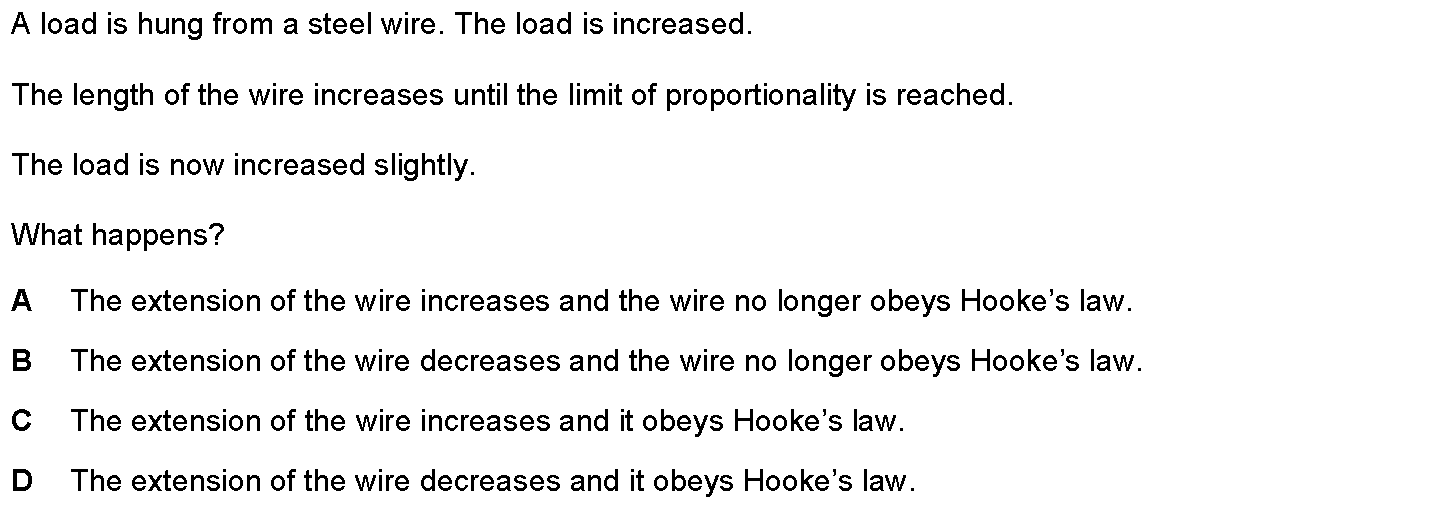 A load is hung from a steel wire. The load is increased.
The length of the wire increases until the limit of proportionality is reached.
The load is now increased slightly.
What happens?
A The extension of the wire increases and the wire no longer obeys Hooke’s law.
B The extension of the wire decreases and the wire no longer obeys Hooke’s law.
C The extension of the wire increases and it obeys Hooke’s law.
D The extension of the wire decreases and it obeys Hooke’s law.